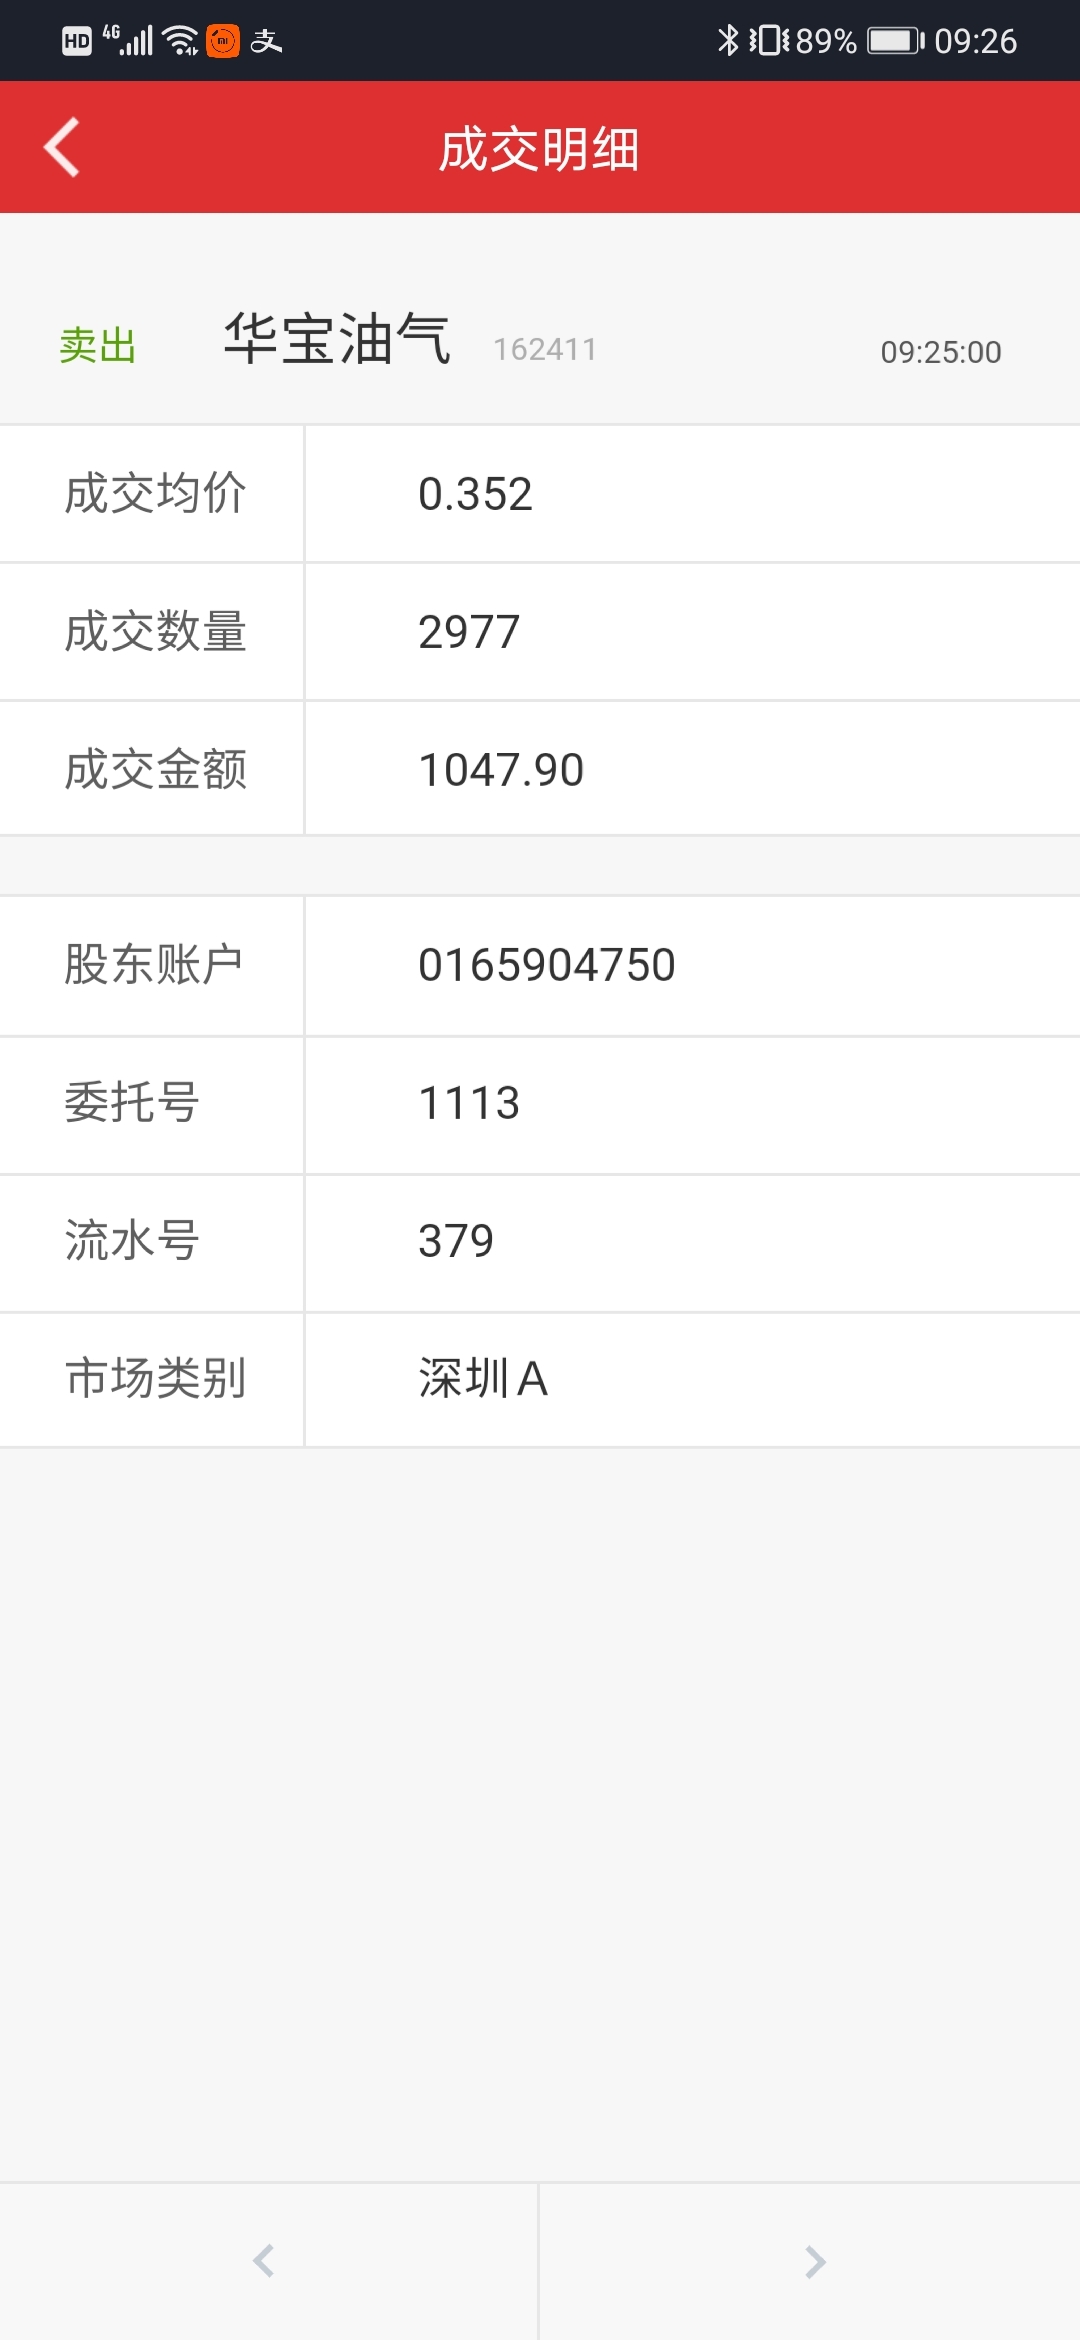 HD 4G 支 89% 09:26
成交明细
卖出 华宝油气 162411 09:25:00
成交均价 0.352
成交数量 2977
成交金额 1047.90
股东账户 0165904750
委托号 1113
流水号 379
市场类别 深圳A